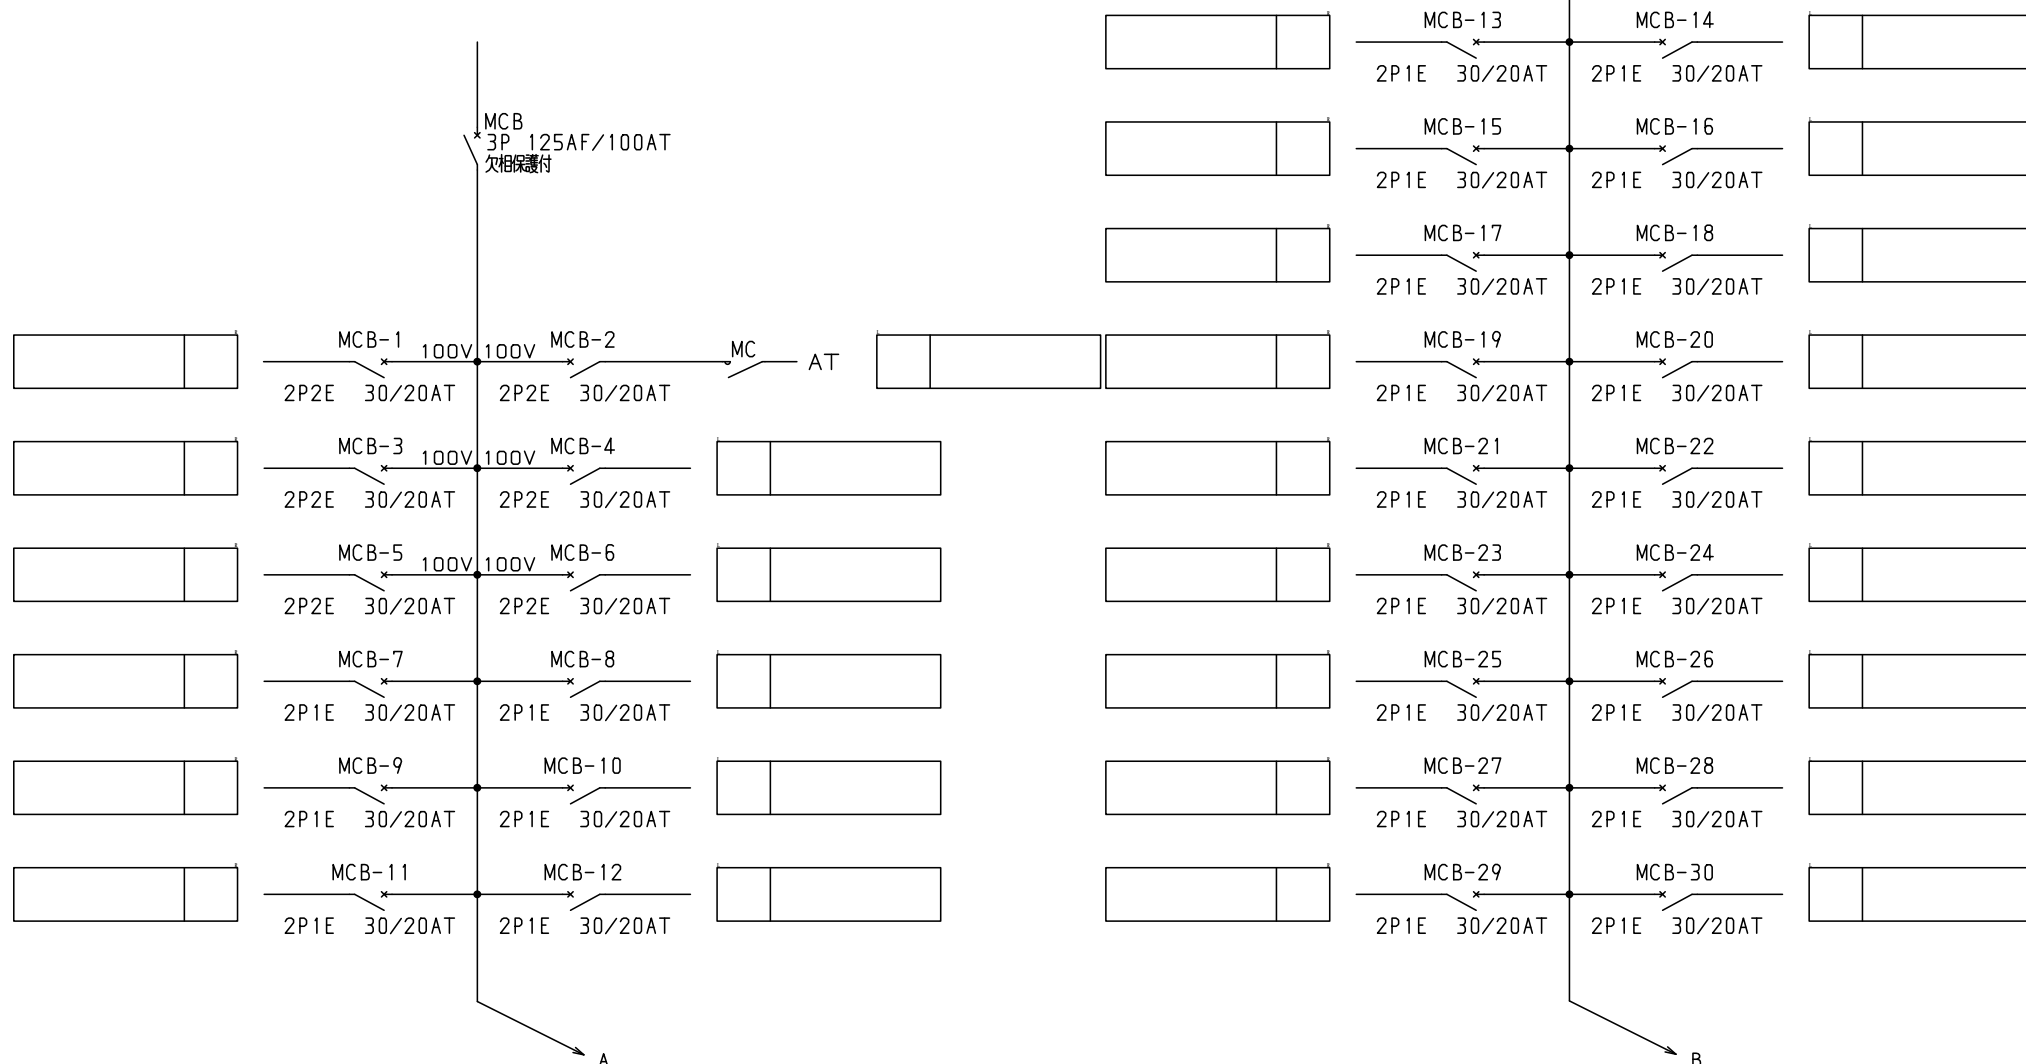 MCB
3P 125AF/100AT
欠相保護付
MCB-1 100V 100V MCB-2 MC AT
2P2E 30/20AT 2P2E 30/20AT
MCB-3 100V 100V MCB-4
2P2E 30/20AT 2P2E 30/20AT
MCB-5 100V 100V MCB-6
2P2E 30/20AT 2P2E 30/20AT
MCB-7 MCB-8
2P1E 30/20AT 2P1E 30/20AT
MCB-9 MCB-10
2P1E 30/20AT 2P1E 30/20AT
MCB-11 MCB-12
2P1E 30/20AT 2P1E 30/20AT
A
MCB-13 MCB-14
2P1E 30/20AT 2P1E 30/20AT
MCB-15 MCB-16
2P1E 30/20AT 2P1E 30/20AT
MCB-17 MCB-18
2P1E 30/20AT 2P1E 30/20AT
MCB-19 MCB-20
2P1E 30/20AT 2P1E 30/20AT
MCB-21 MCB-22
2P1E 30/20AT 2P1E 30/20AT
MCB-23 MCB-24
2P1E 30/20AT 2P1E 30/20AT
MCB-25 MCB-26
2P1E 30/20AT 2P1E 30/20AT
MCB-27 MCB-28
2P1E 30/20AT 2P1E 30/20AT
MCB-29 MCB-30
2P1E 30/20AT 2P1E 30/20AT
B